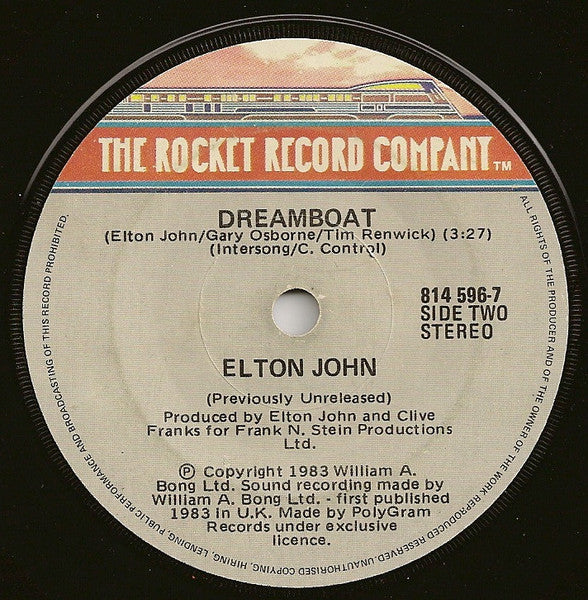 THE ROCKET RECORD COMPANY™
DREAMBOAT
(Elton John/Gary Osborne/Tim Renwick) (3:27)
(Intersong/C. Control)
814 596-7
SIDE TWO
STEREO
ELTON JOHN
(Previously Unreleased)
Produced by Elton John and Clive
Franks for Frank N. Stein Productions
Ltd.
Ⓟ Copyright 1983 William A.
Bong Ltd. Sound recording made by
William A. Bong Ltd. - first published
1983 in U.K. Made by PolyGram
Records under exclusive
licence.
ALL RIGHTS OF THE PRODUCER AND OF THE OWNER OF THE WORK REPRODUCED RESERVED. UNAUTHORISED COPYING, HIRING, LENDING, PUBLIC PERFORMANCE AND BROADCASTING OF THIS RECORD PROHIBITED.